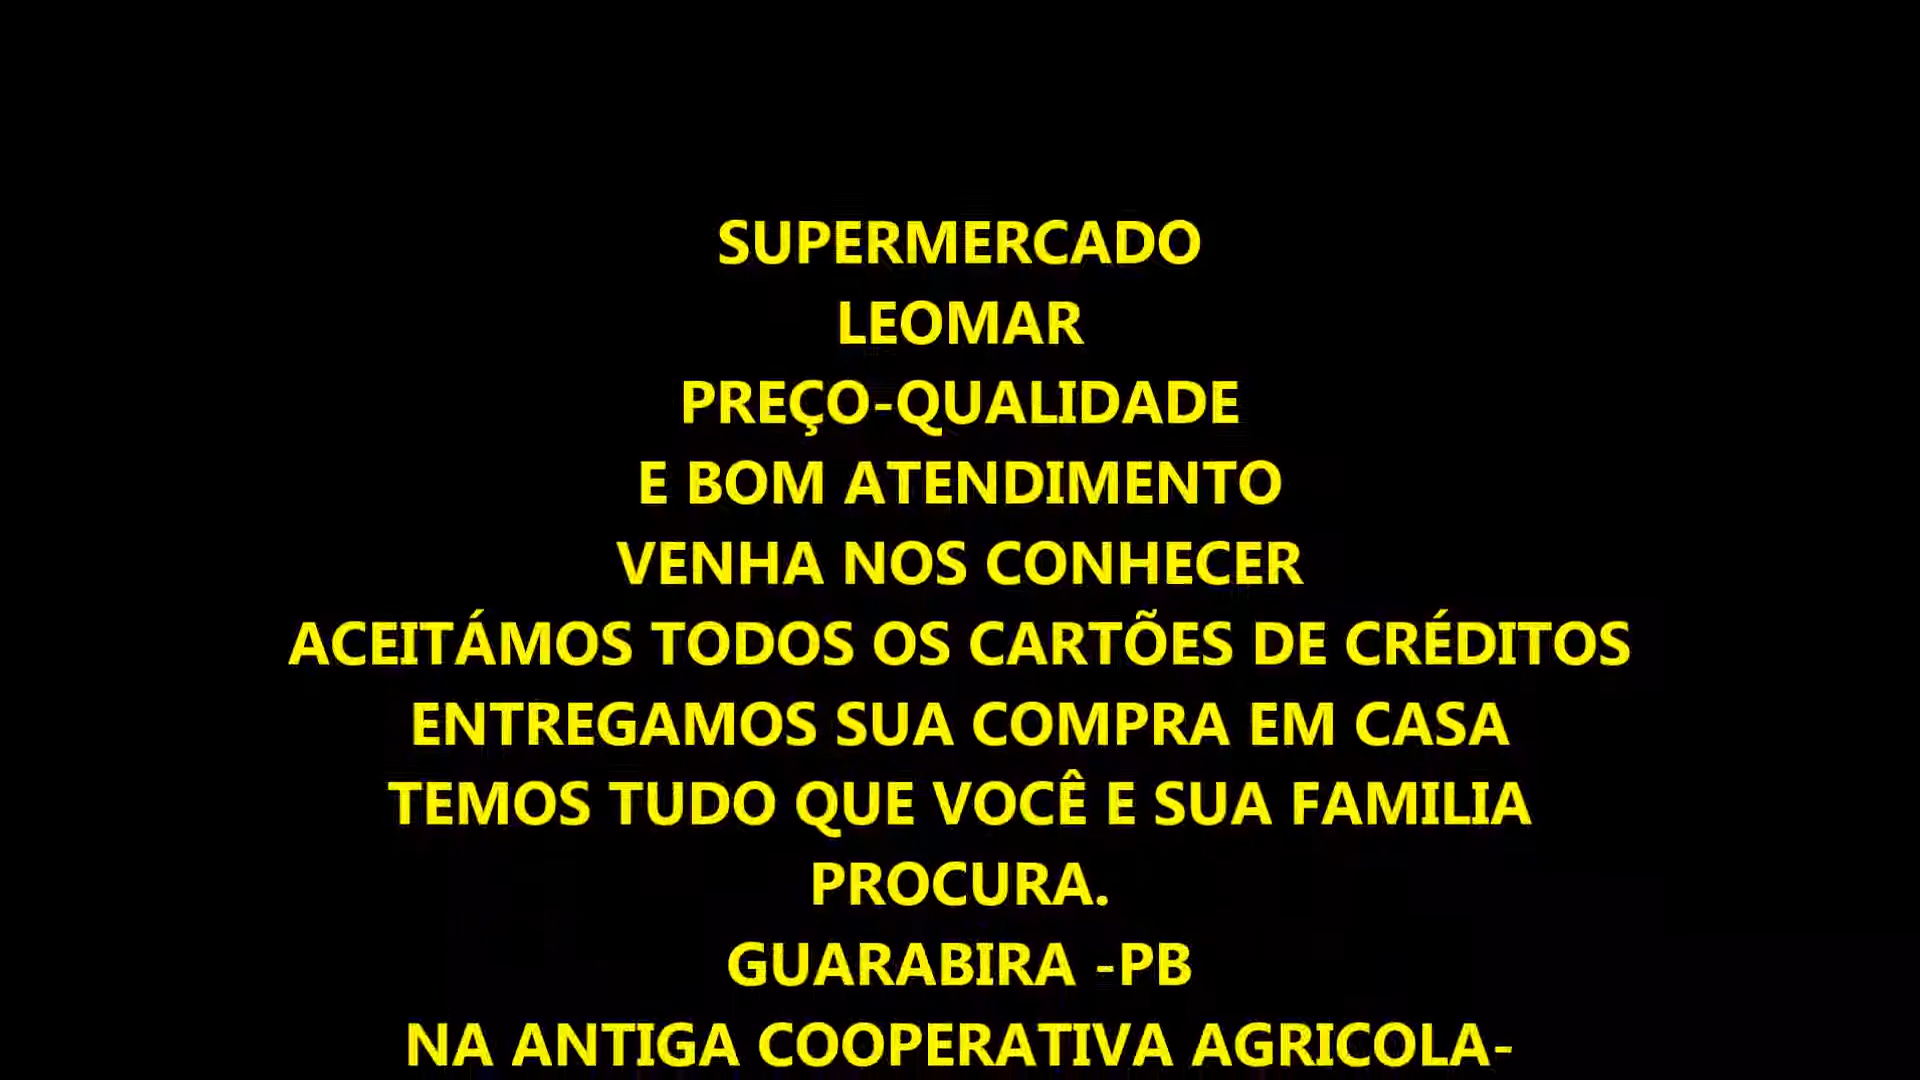 SUPERMERCADO
LEOMAR
PREÇO-QUALIDADE
E BOM ATENDIMENTO
VENHA NOS CONHECER
ACEITÁMOS TODOS OS CARTÕES DE CRÉDITOS
ENTREGAMOS SUA COMPRA EM CASA
TEMOS TUDO QUE VOCÊ E SUA FAMILIA
PROCURA.
GUARABIRA -PB
NA ANTIGA COOPERATIVA AGRICOLA-